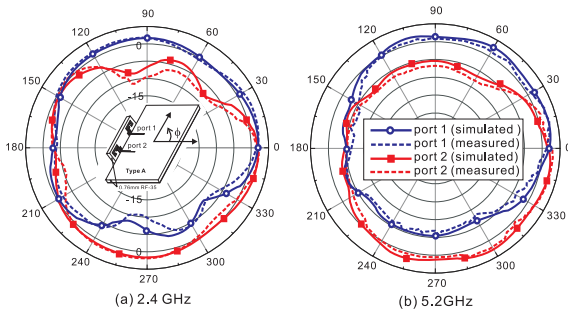 90
120
60
0
150
30
-15
port 1
port 2
ϕ
180
0
Type A
0.76mm RF-35
-15
210
330
0
240
300
270
(a) 2.4 GHz
90
120
60
150
30
port 1 (simulated )
port 1 (measured)
port 2 (simulated)
port 2 (measured)
180
0
210
330
240
300
270
(b) 5.2GHz